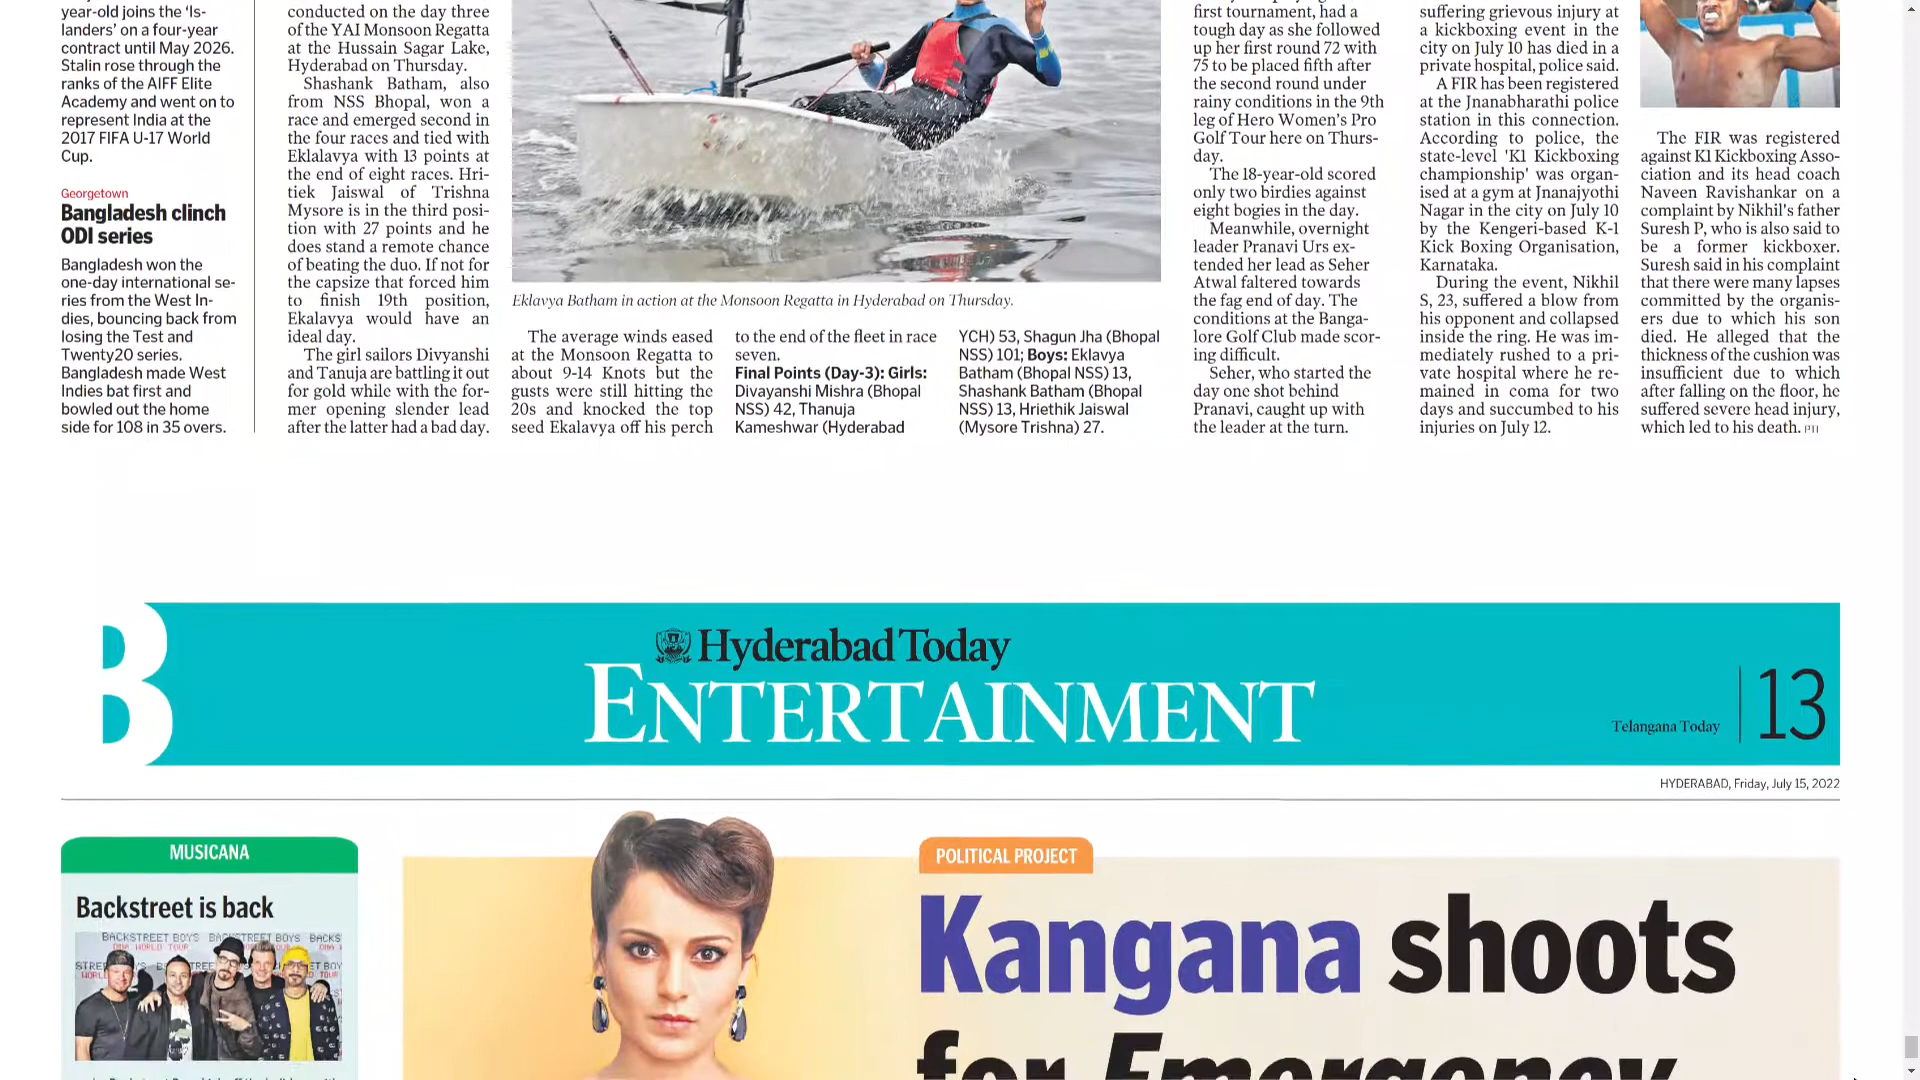 year-old joins the ‘Is-
landers’ on a four-year
contract until May 2026.
Stalin rose through the
ranks of the AIFF Elite
Academy and went on to
represent India at the
2017 FIFA U-17 World
Cup.
Georgetown
Bangladesh clinch
ODI series
Bangladesh won the
one-day international se-
ries from the West In-
dies, bouncing back from
losing the Test and
Twenty20 series.
Bangladesh made West
Indies bat first and
bowled out the home
side for 108 in 35 overs.
conducted on the day three
of the YAI Monsoon Regatta
at the Hussain Sagar Lake,
Hyderabad on Thursday.
Shashank Batham, also
from NSS Bhopal, won a
race and emerged second in
the four races and tied with
Eklalavya with 13 points at
the end of eight races. Hri-
tiek Jaiswal of Trishna
Mysore is in the third posi-
tion with 27 points and he
does stand a remote chance
of beating the duo. If not for
the capsize that forced him
to finish 19th position,
Ekalavya would have an
ideal day.
The girl sailors Divyanshi
and Tanuja are battling it out
for gold while with the for-
mer opening slender lead
after the latter had a bad day.
Eklavya Batham in action at the Monsoon Regatta in Hyderabad on Thursday.
The average winds eased
at the Monsoon Regatta to
about 9-14 Knots but the
gusts were still hitting the
20s and knocked the top
seed Ekalavya off his perch
to the end of the fleet in race
seven.
Final Points (Day-3): Girls:
Divayanshi Mishra (Bhopal
NSS) 42, Thanuja
Kameshwar (Hyderabad
YCH) 53, Shagun Jha (Bhopal
NSS) 101; Boys: Eklavya
Batham (Bhopal NSS) 13,
Shashank Batham (Bhopal
NSS) 13, Hriethik Jaiswal
(Mysore Trishna) 27.
first tournament, had a
tough day as she followed
up her first round 72 with
75 to be placed fifth after
the second round under
rainy conditions in the 9th
leg of Hero Women’s Pro
Golf Tour here on Thurs-
day.
The 18-year-old scored
only two birdies against
eight bogies in the day.
Meanwhile, overnight
leader Pranavi Urs ex-
tended her lead as Seher
Atwal faltered towards
the fag end of day. The
conditions at the Banga-
lore Golf Club made scor-
ing difficult.
Seher, who started the
day one shot behind
Pranavi, caught up with
the leader at the turn.
suffering grievous injury at
a kickboxing event in the
city on July 10 has died in a
private hospital, police said.
A FIR has been registered
at the Jnanabharathi police
station in this connection.
According to police, the
state-level 'K1 Kickboxing
championship' was organ-
ised at a gym at Jnanajyothi
Nagar in the city on July 10
by the Kengeri-based K-1
Kick Boxing Organisation,
Karnataka.
During the event, Nikhil
S, 23, suffered a blow from
his opponent and collapsed
inside the ring. He was im-
mediately rushed to a pri-
vate hospital where he re-
mained in coma for two
days and succumbed to his
injuries on July 12.
The FIR was registered
against K1 Kickboxing Asso-
ciation and its head coach
Naveen Ravishankar on a
complaint by Nikhil's father
Suresh P, who is also said to
be a former kickboxer.
Suresh said in his complaint
that there were many lapses
committed by the organis-
ers due to which his son
died. He alleged that the
thickness of the cushion was
insufficient due to which
after falling on the floor, he
suffered severe head injury,
which led to his death. PTI
B
Hyderabad Today
ENTERTAINMENT
Telangana Today
13
HYDERABAD, Friday, July 15, 2022
MUSICANA
Backstreet is back
BACKSTREET BOYS
POLITICAL PROJECT
Kangana shoots
for Emergency